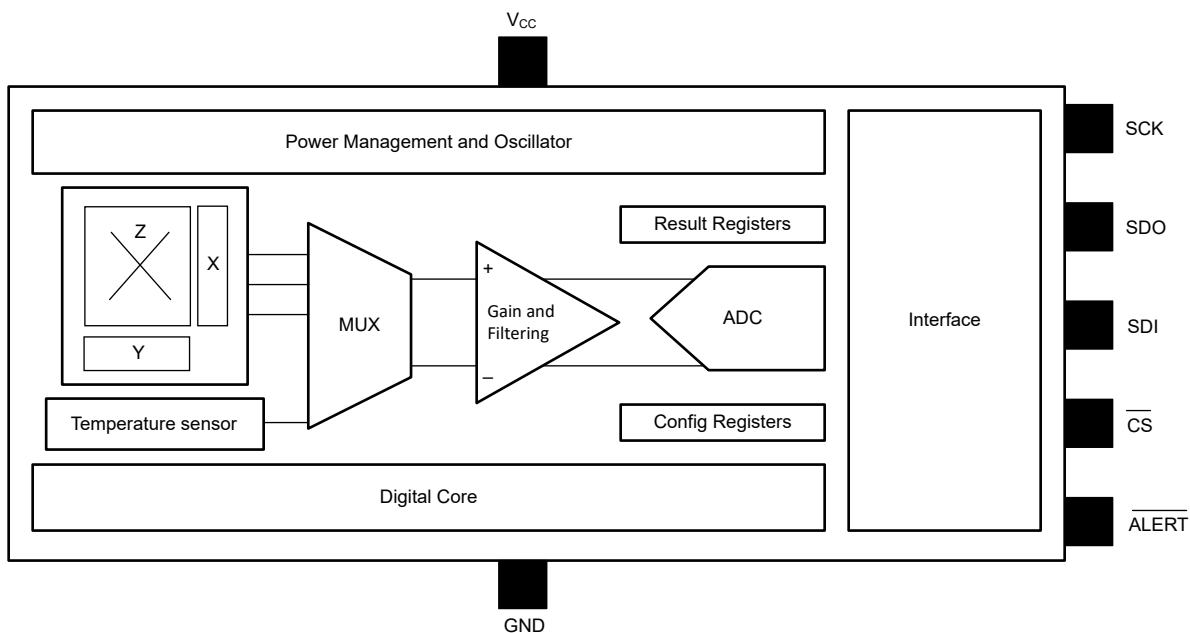 VCC
Power Management and Oscillator
SCK
Result Registers
SDO
Z
X
+
Gain and
Filtering
–
MUX
ADC
Interface
SDI
Y
Temperature sensor
Config Registers
CS
Digital Core
ALERT
GND